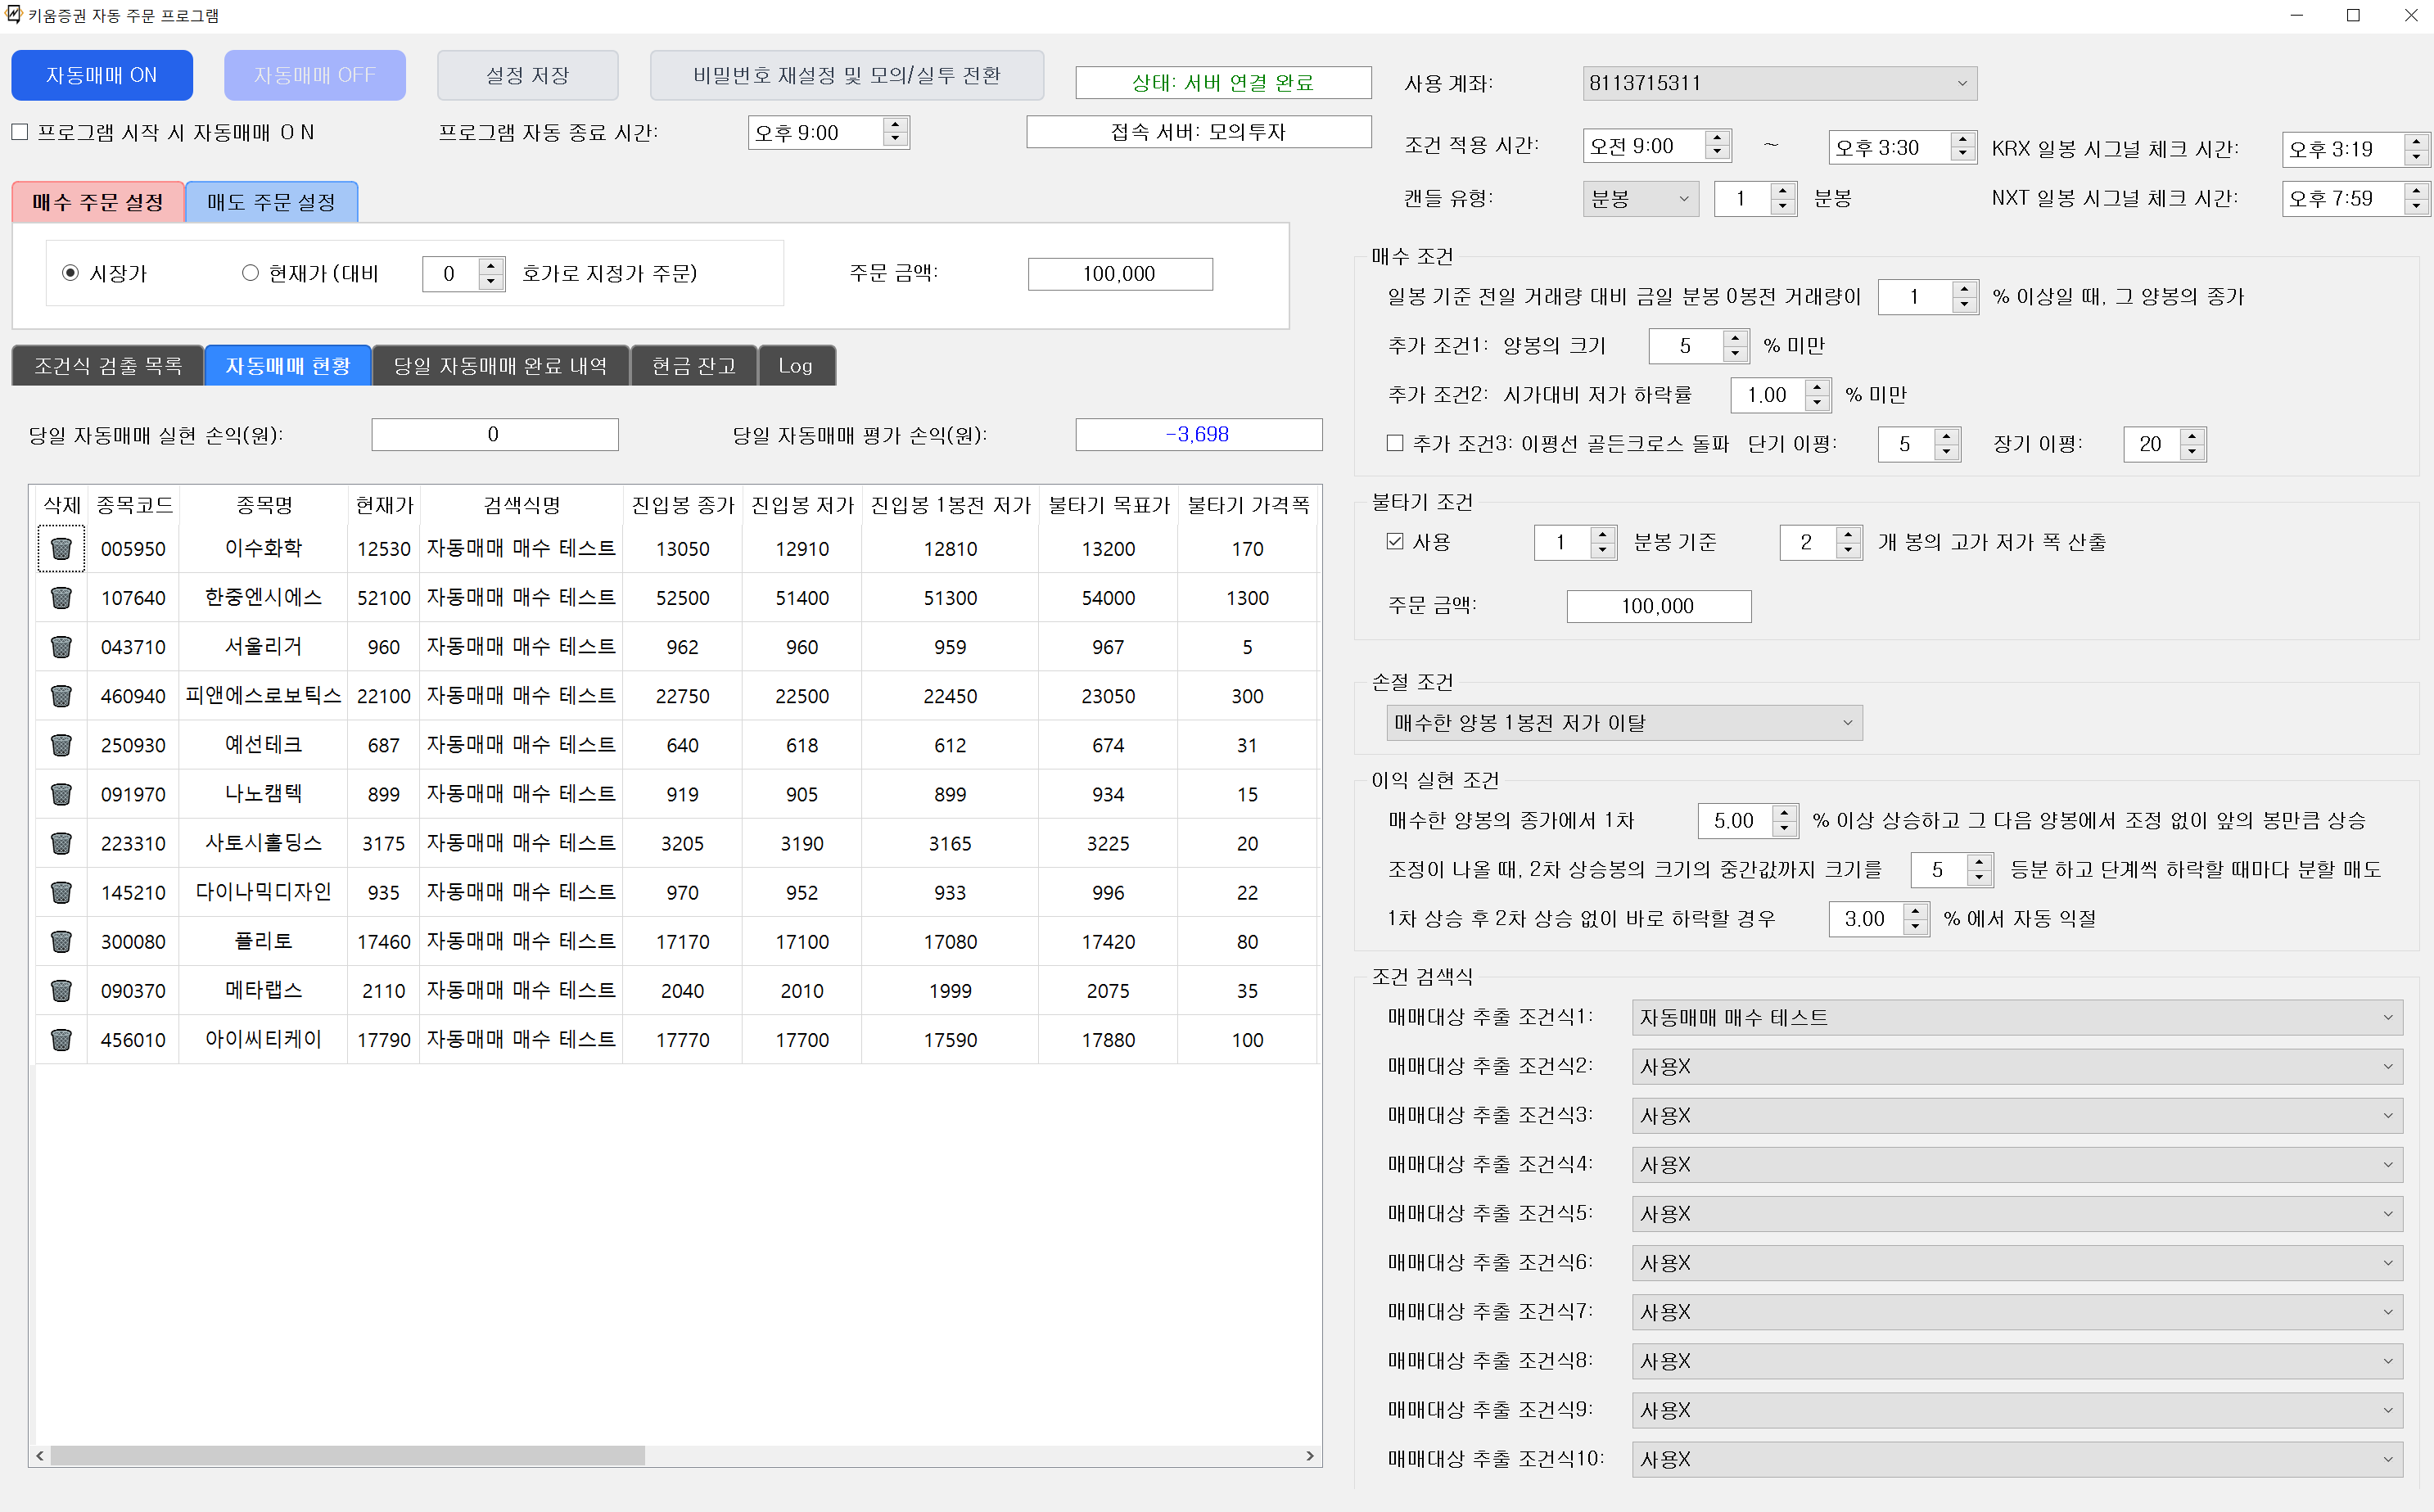 키움증권 자동 주문 프로그램
자동매매 ON 자동매매 OFF 설정 저장 비밀번호 재설정 및 모의/실투 전환 상태: 서버 연결 완료 사용 계좌: 8113715311
프로그램 시작 시 자동매매 O N 프로그램 자동 종료 시간: 오후 9:00 접속 서버: 모의투자 조건 적용 시간: 오전 9:00 ~ 오후 3:30 KRX 일봉 시그널 체크 시간: 오후 3:19
매수 주문 설정 매도 주문 설정 캔들 유형: 분봉 1 분봉 NXT 일봉 시그널 체크 시간: 오후 7:59
시장가 현재가 (대비 0 호가로 지정가 주문) 주문 금액: 100,000
조건식 검출 목록 자동매매 현황 당일 자동매매 완료 내역 현금 잔고 Log
당일 자동매매 실현 손익(원): 0 당일 자동매매 평가 손익(원): -3,698
삭제 종목코드 종목명 현재가 검색식명 진입봉 종가 진입봉 저가 진입봉 1봉전 저가 불타기 목표가 불타기 가격폭
005950 이수화학 12530 자동매매 매수 테스트 13050 12910 12810 13200 170
107640 한중엔시에스 52100 자동매매 매수 테스트 52500 51400 51300 54000 1300
043710 서울리거 960 자동매매 매수 테스트 962 960 959 967 5
460940 피앤에스로보틱스 22100 자동매매 매수 테스트 22750 22500 22450 23050 300
250930 예선테크 687 자동매매 매수 테스트 640 618 612 674 31
091970 나노캠텍 899 자동매매 매수 테스트 919 905 899 934 15
223310 사토시홀딩스 3175 자동매매 매수 테스트 3205 3190 3165 3225 20
145210 다이나믹디자인 935 자동매매 매수 테스트 970 952 933 996 22
300080 플리토 17460 자동매매 매수 테스트 17170 17100 17080 17420 80
090370 메타랩스 2110 자동매매 매수 테스트 2040 2010 1999 2075 35
456010 아이씨티케이 17790 자동매매 매수 테스트 17770 17700 17590 17880 100
매수 조건
일봉 기준 전일 거래량 대비 금일 분봉 0봉전 거래량이 1 % 이상일 때, 그 양봉의 종가
추가 조건1: 양봉의 크기 5 % 미만
추가 조건2: 시가대비 저가 하락률 1.00 % 미만
추가 조건3: 이평선 골든크로스 돌파 단기 이평: 5 장기 이평: 20
불타기 조건
사용 1 분봉 기준 2 개 봉의 고가 저가 폭 산출
주문 금액: 100,000
손절 조건
매수한 양봉 1봉전 저가 이탈
이익 실현 조건
매수한 양봉의 종가에서 1차 5.00 % 이상 상승하고 그 다음 양봉에서 조정 없이 앞의 봉만큼 상승
조정이 나올 때, 2차 상승봉의 크기의 중간값까지 크기를 5 등분 하고 단계씩 하락할 때마다 분할 매도
1차 상승 후 2차 상승 없이 바로 하락할 경우 3.00 % 에서 자동 익절
조건 검색식
매매대상 추출 조건식1: 자동매매 매수 테스트
매매대상 추출 조건식2: 사용X
매매대상 추출 조건식3: 사용X
매매대상 추출 조건식4: 사용X
매매대상 추출 조건식5: 사용X
매매대상 추출 조건식6: 사용X
매매대상 추출 조건식7: 사용X
매매대상 추출 조건식8: 사용X
매매대상 추출 조건식9: 사용X
매매대상 추출 조건식10: 사용X